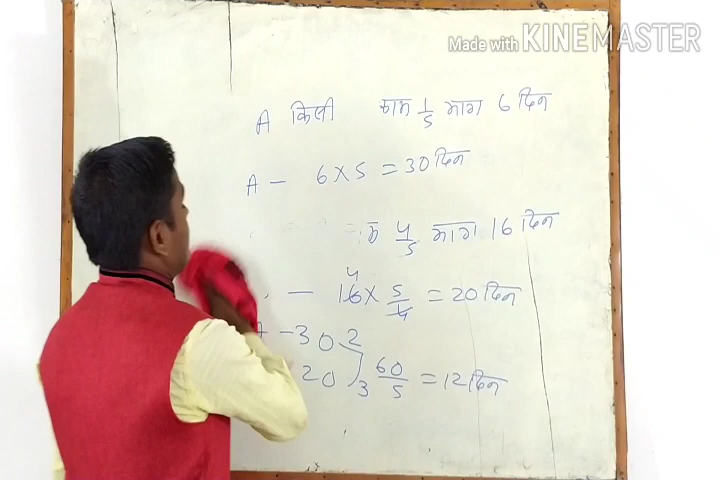 Made with KINEMASTER
A किसी काम 1/5 भाग 6 दिन
A - 6 × 5 = 30 दिन
4/5 भाग 16 दिन
- 16 4 × 5/4 = 20 दिन
A - 30 2
20 3 60/5 = 12 दिन